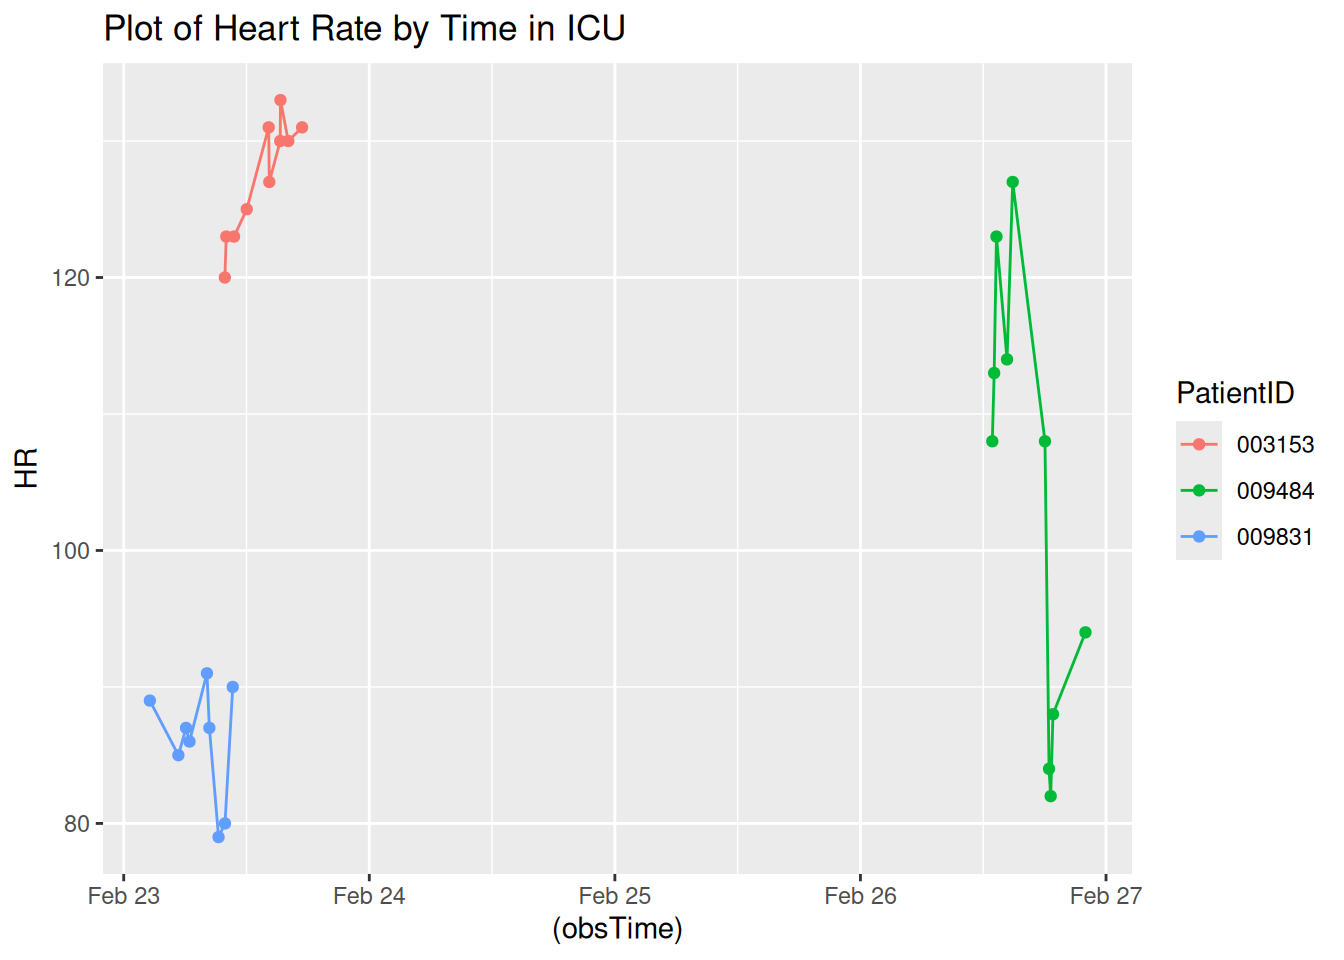 Plot of Heart Rate by Time in ICU
120
100
80
HR
Feb 23
Feb 24
Feb 25
Feb 26
Feb 27
(obsTime)
PatientID
003153
009484
009831